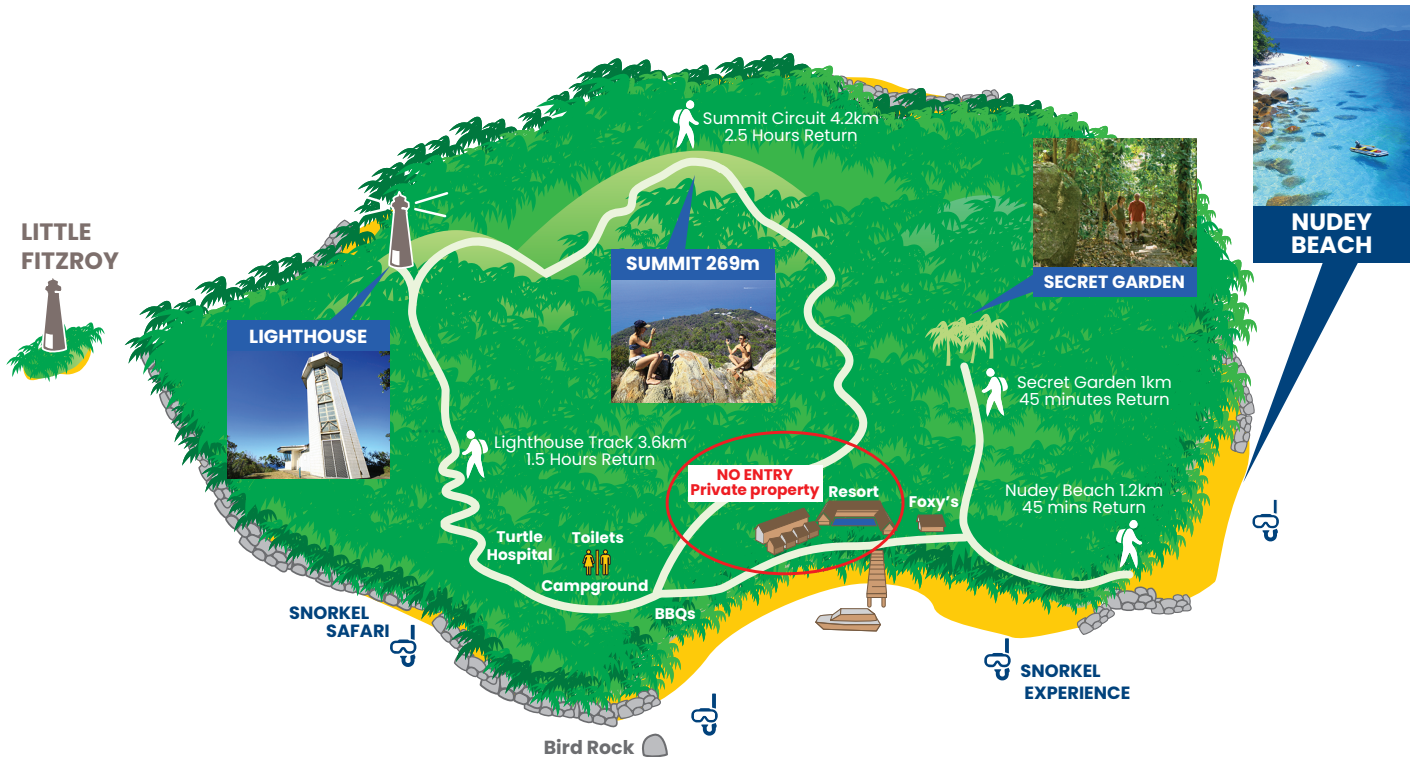 Summit Circuit 4.2km
2.5 Hours Return
NUDEY
BEACH
LITTLE
FITZROY
SUMMIT 269m
SECRET GARDEN
LIGHTHOUSE
Secret Garden 1km
45 minutes Return
Lighthouse Track 3.6km
1.5 Hours Return
NO ENTRY
Private property
Resort
Foxy's
Nudey Beach 1.2km
45 mins Return
Turtle
Hospital
Toilets
Campground
BBQs
SNORKEL
SAFARI
SNORKEL
EXPERIENCE
Bird Rock